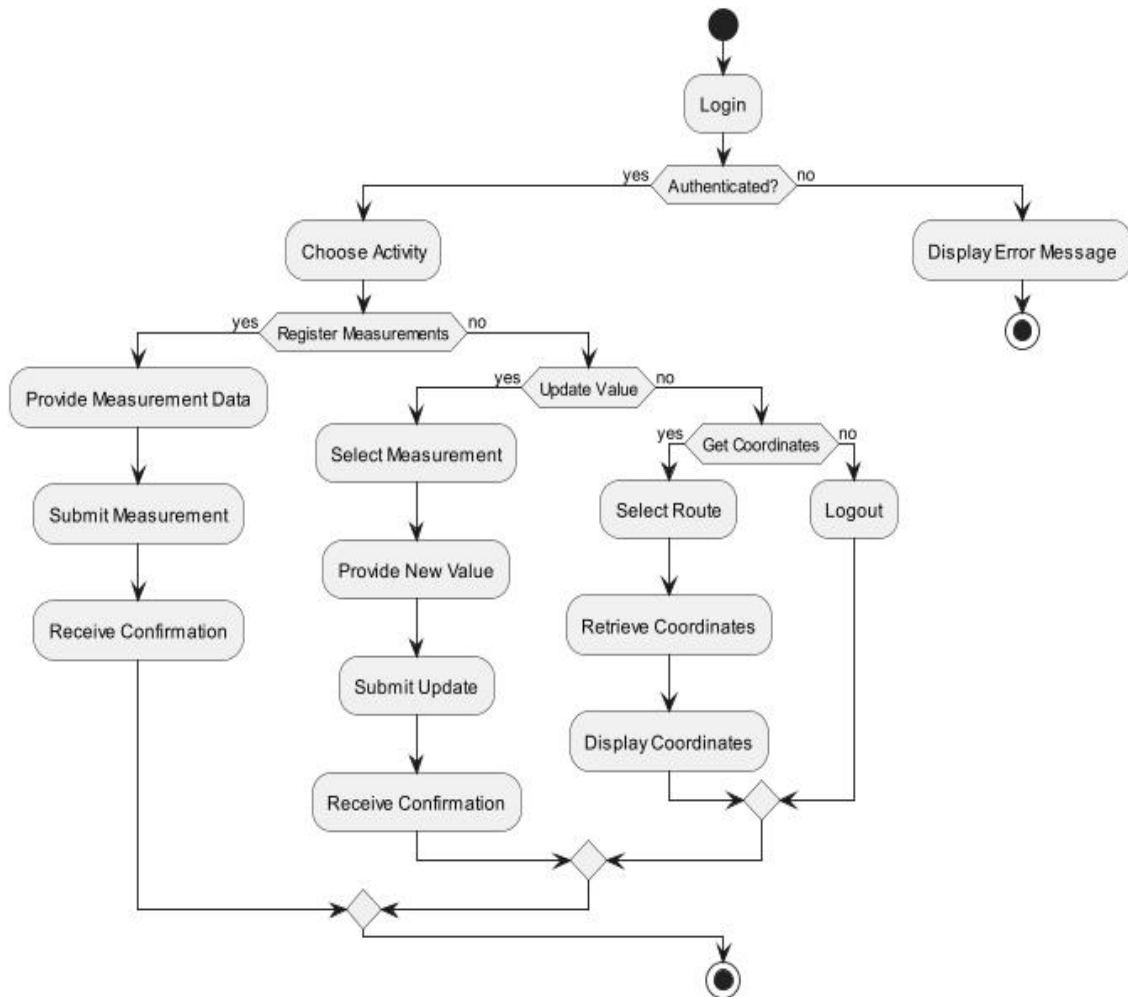 Login
yes
Authenticated?
no
Choose Activity
Display Error Message
yes
Register Measurements
no
Provide Measurement Data
yes
Update Value
no
Select Measurement
yes
Get Coordinates
no
Submit Measurement
Select Route
Logout
Provide New Value
Receive Confirmation
Retrieve Coordinates
Submit Update
Display Coordinates
Receive Confirmation